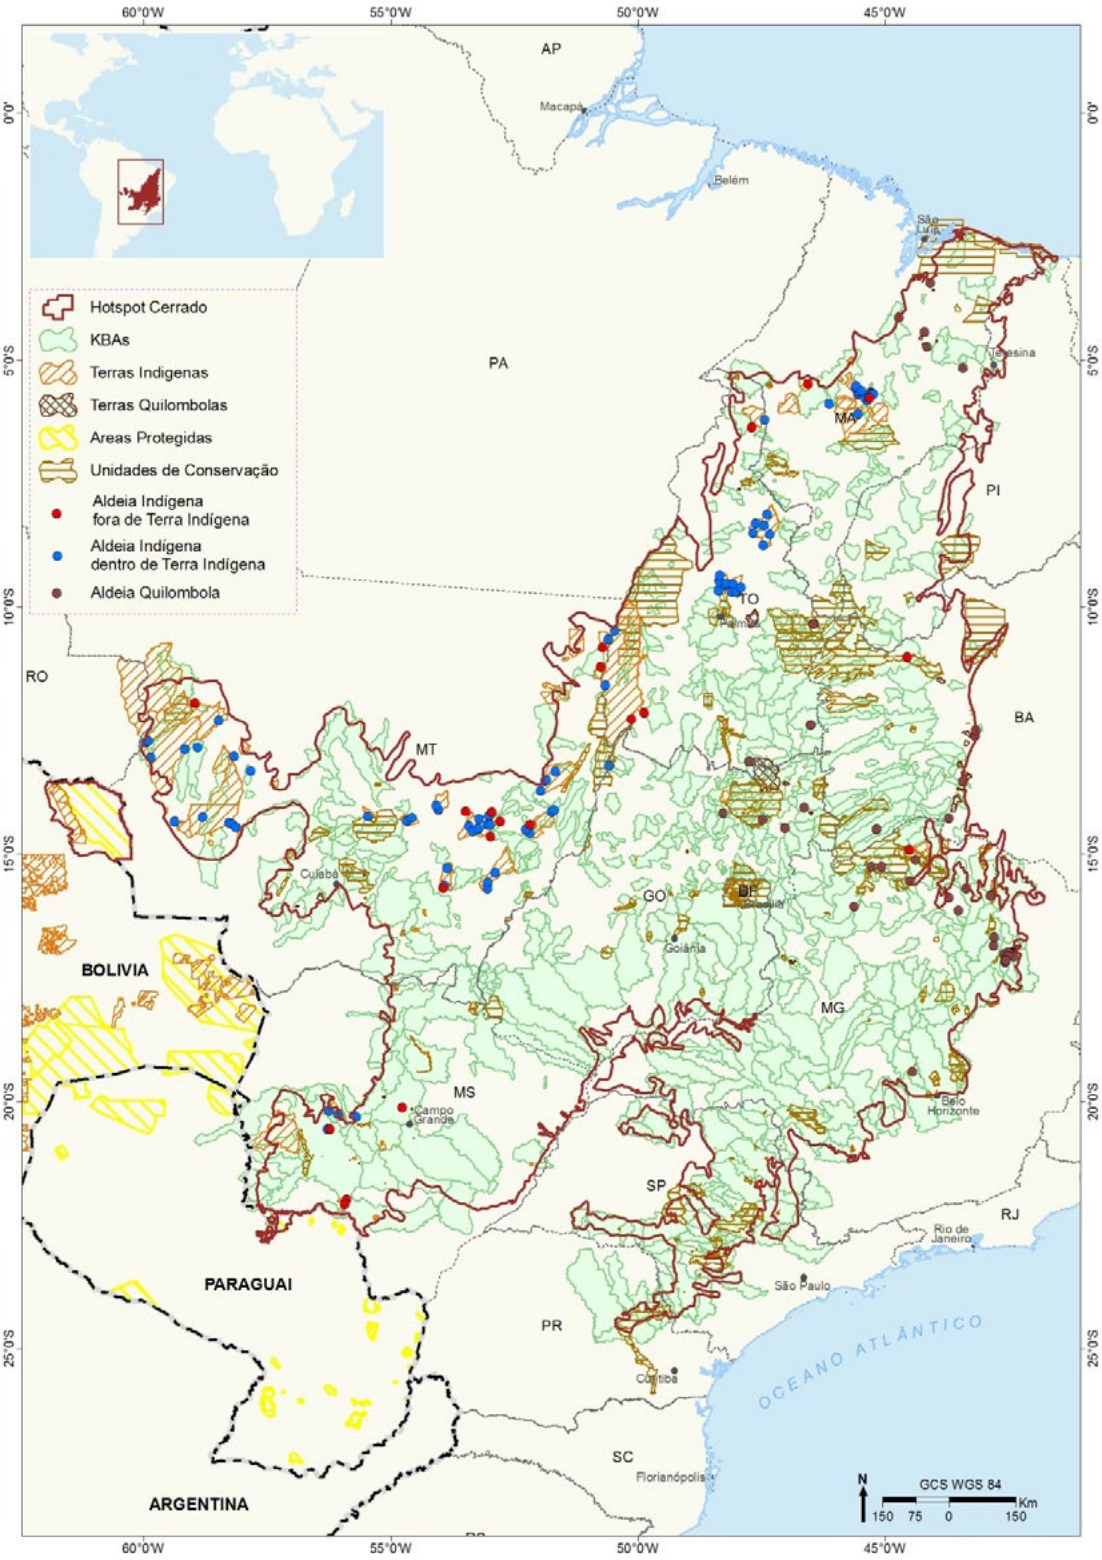 60°0'W 55°0'W 50°0'W 45°0'W
AP
0°0' 0°0'
Macapá
Belém
São
Luis
Hotspot Cerrado
KBAs
Terras Indigenas
Terras Quilombolas
Areas Protegidas
Unidades de Conservação
Aldeia Indígena
fora de Terra Indígena
Aldeia Indígena
dentro de Terra Indígena
Aldeia Quilombola
5°0'S 5°0'S
PA
Teresina
MA
PI
TO
Palmas
10°0'S 10°0'S
RO
MT
BA
15°0'S 15°0'S
Cuiabá
GO
DF
Brasília
Goiânia
BOLIVIA
MG
MS
20°0'S 20°0'S
Campo
Grande
Belo
Horizonte
SP
RJ
Rio de
Janeiro
São Paulo
PARAGUAI
PR
25°0'S 25°0'S
OCEANO ATLÂNTICO
Curitiba
SC
Florianópolis
ARGENTINA
N
GCS WGS 84
150 75 0 150 Km
60°0'W 55°0'W 50°0'W 45°0'W